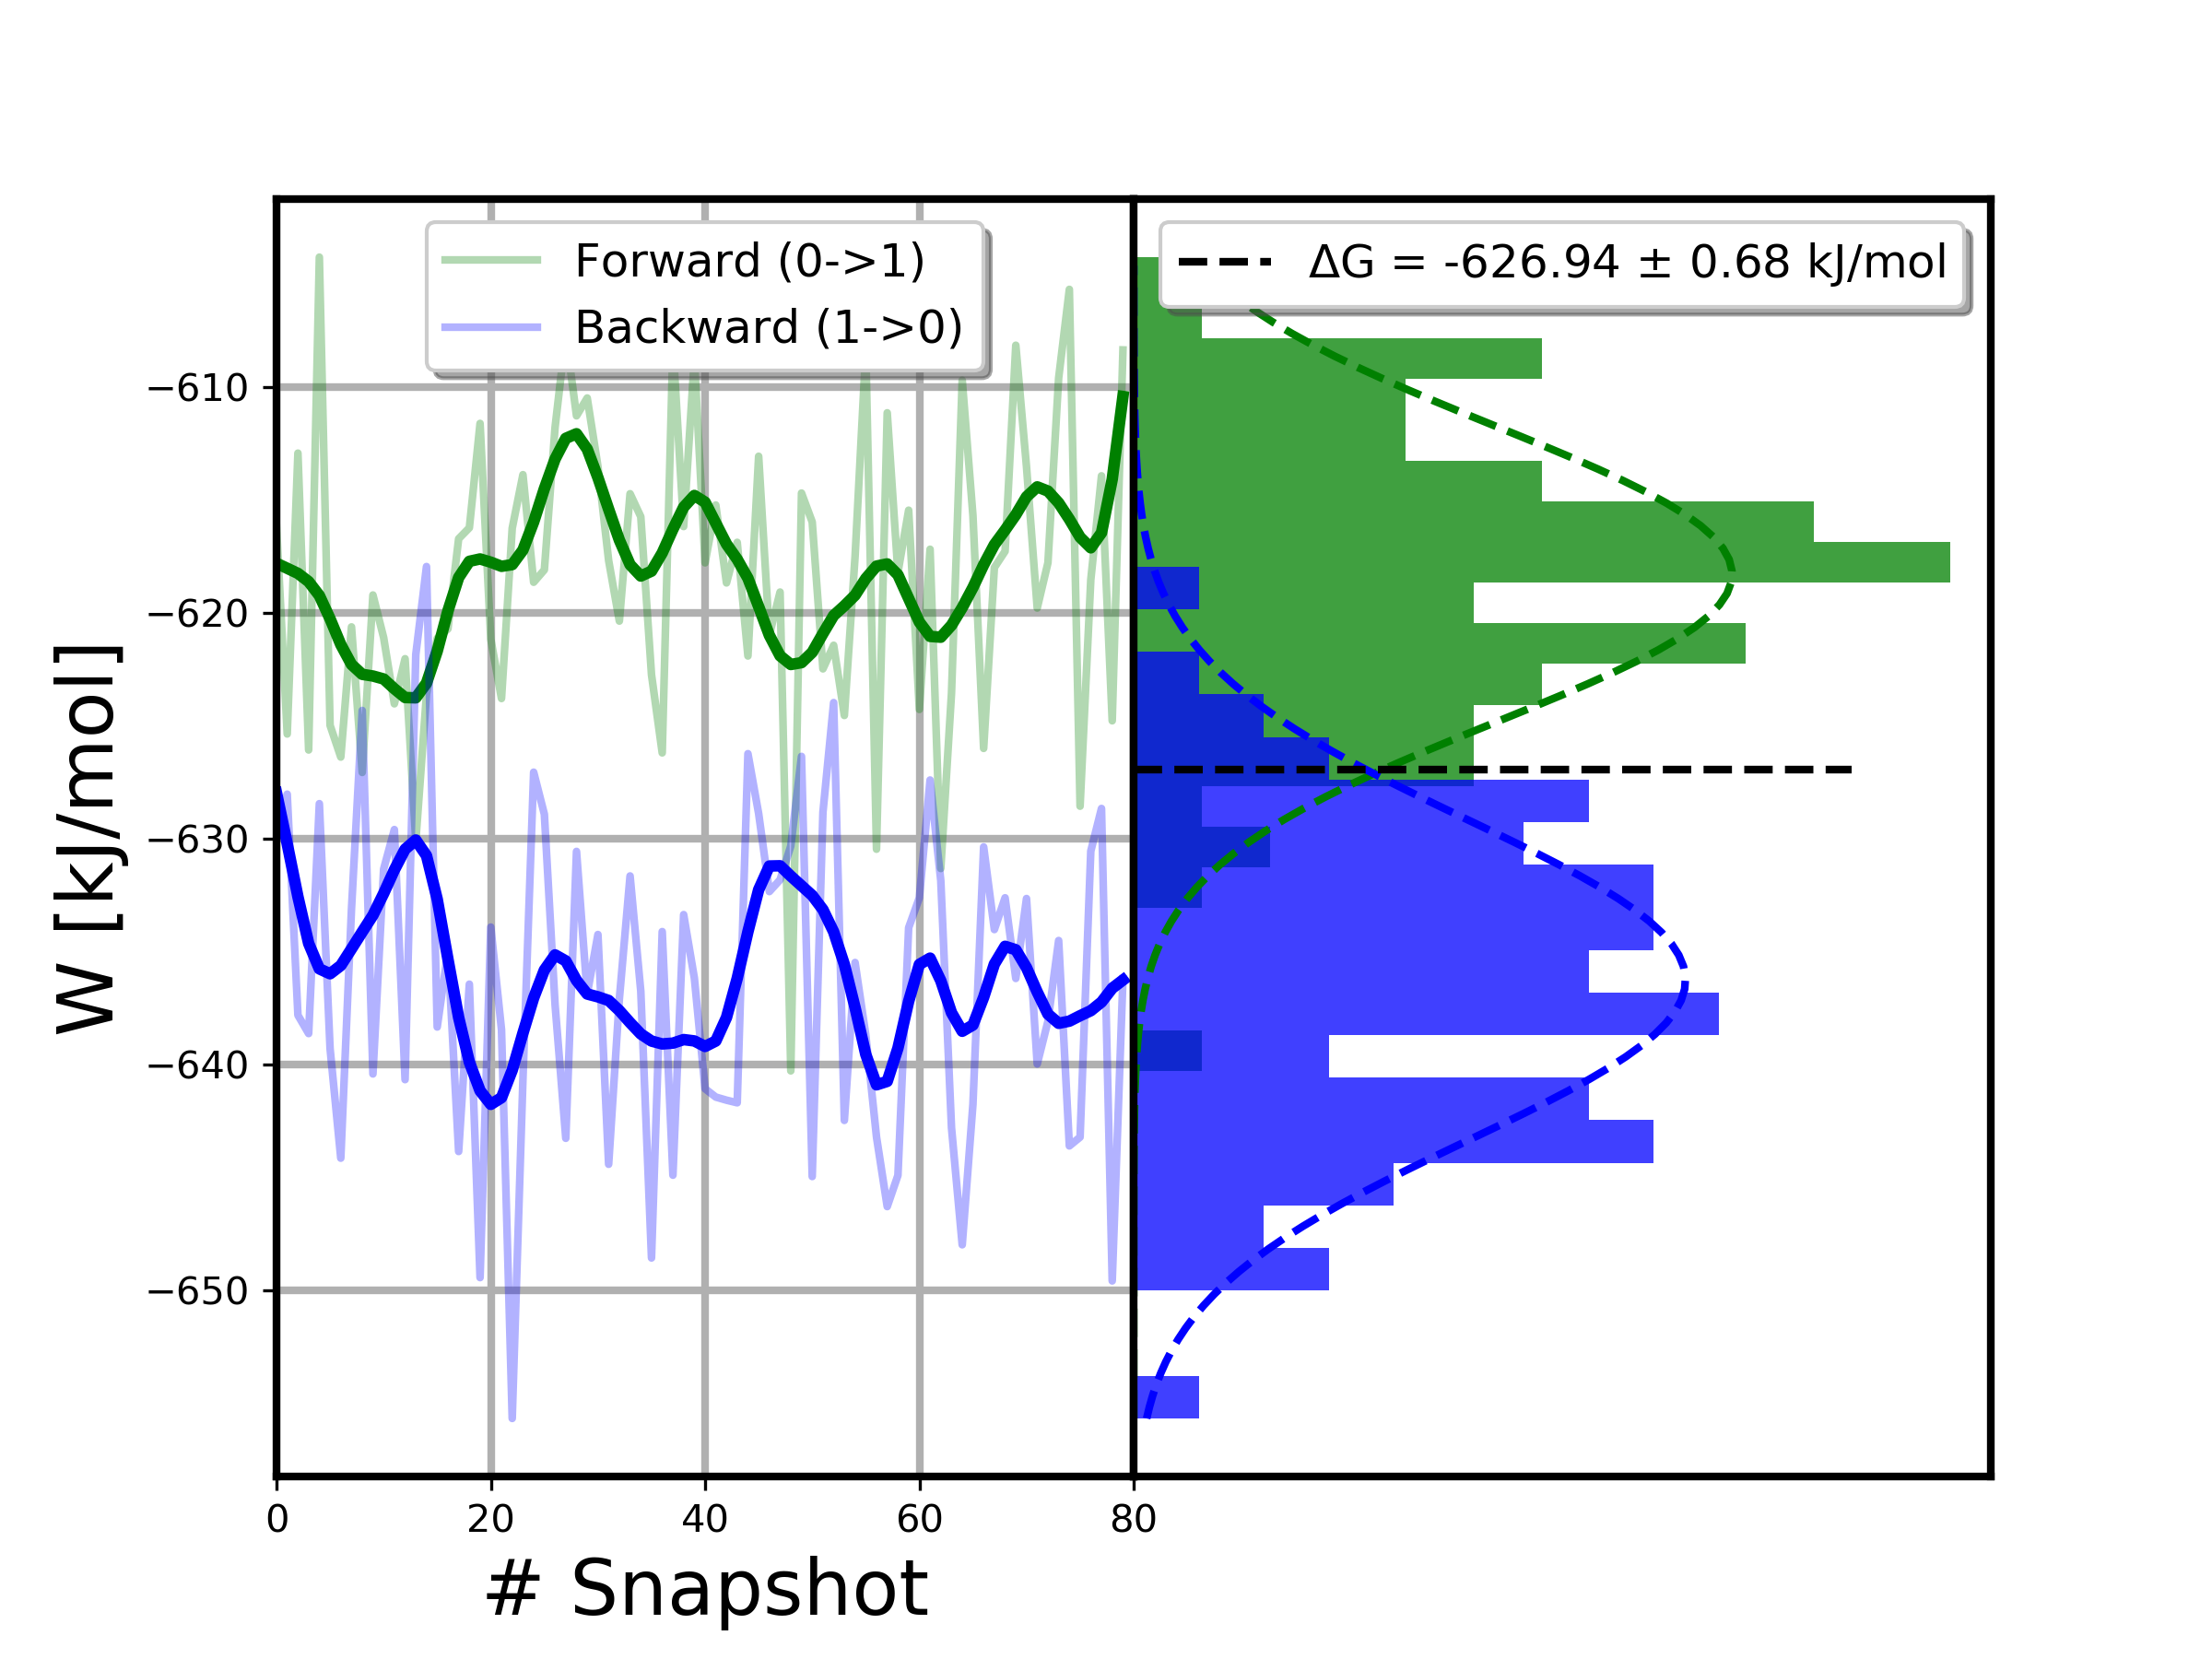 Forward (0->1)
Backward (1->0)
ΔG = -626.94 ± 0.68 kJ/mol
−610
−620
−630
−640
−650
W [kJ/mol]
0 20 40 60 80
# Snapshot